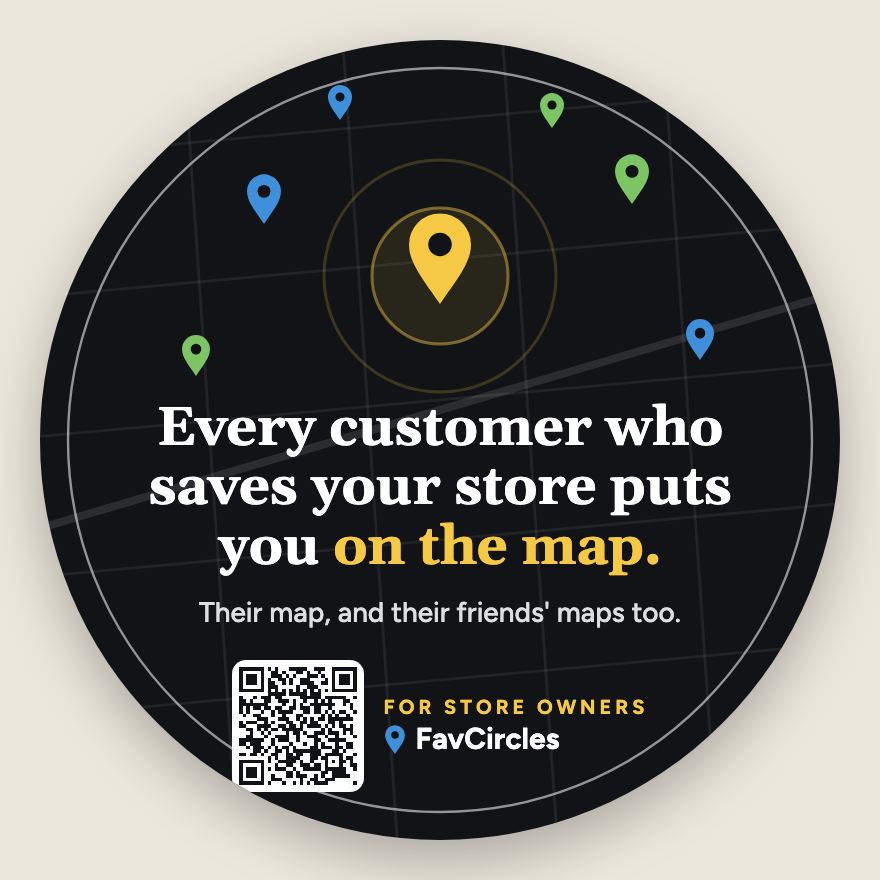 Every customer who
saves your store puts
you on the map.
Their map, and their friends' maps too.
FOR STORE OWNERS
FavCircles